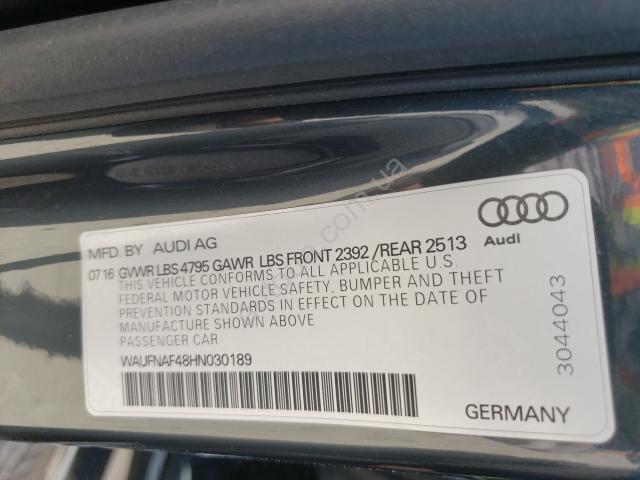 MFD. BY AUDI AG
Audi
07 16 GVWR LBS 4795 GAWR LBS FRONT 2392 /REAR 2513
THIS VEHICLE CONFORMS TO ALL APPLICABLE U.S.
FEDERAL MOTOR VEHICLE SAFETY, BUMPER AND THEFT
PREVENTION STANDARDS IN EFFECT ON THE DATE OF
MANUFACTURE SHOWN ABOVE
PASSENGER CAR
WAUFNAF48HN030189
3044043
GERMANY